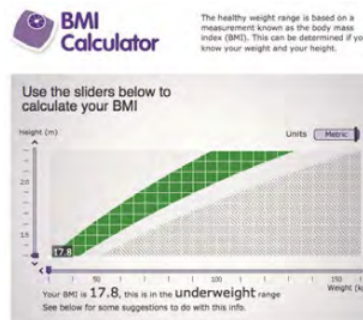 BMI
Calculator
The healthy weight range is based on a
measurement known as the body mass
index (BMI). This can be determined if yo
know your weight and your height.
Use the sliders below to
calculate your BMI
Height (m)
Units Metric
2.0
1.5
17.8
50 100 150
Weight (k
Your BMI is 17.8, this is in the underweight range
See below for some suggestions to do with this info.